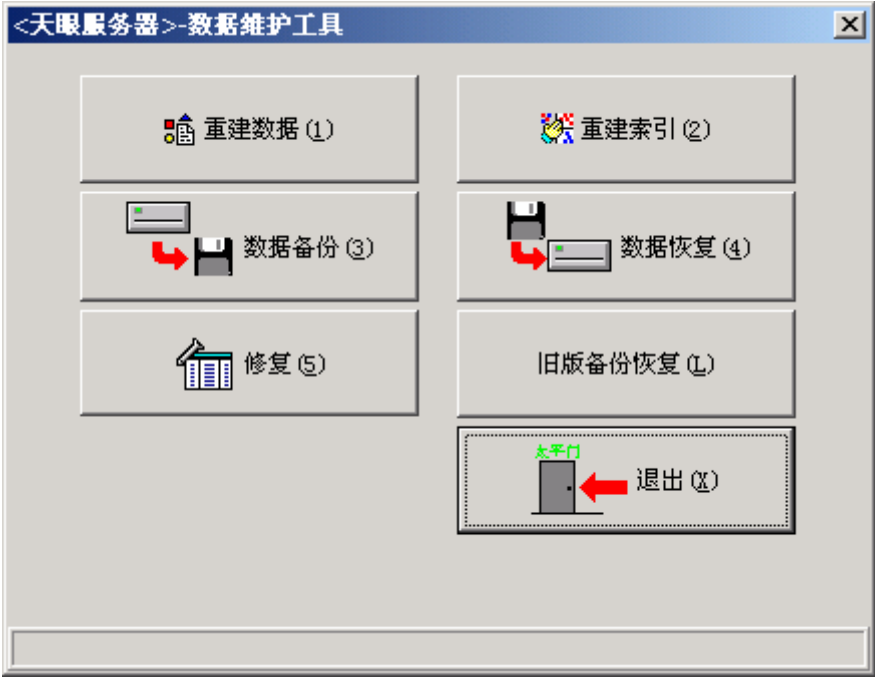 <天眼服务器>-数据维护工具
重建数据(1)
重建索引(2)
数据备份(3)
数据恢复(4)
修复(5)
旧版备份恢复(L)
太平门
退出(X)